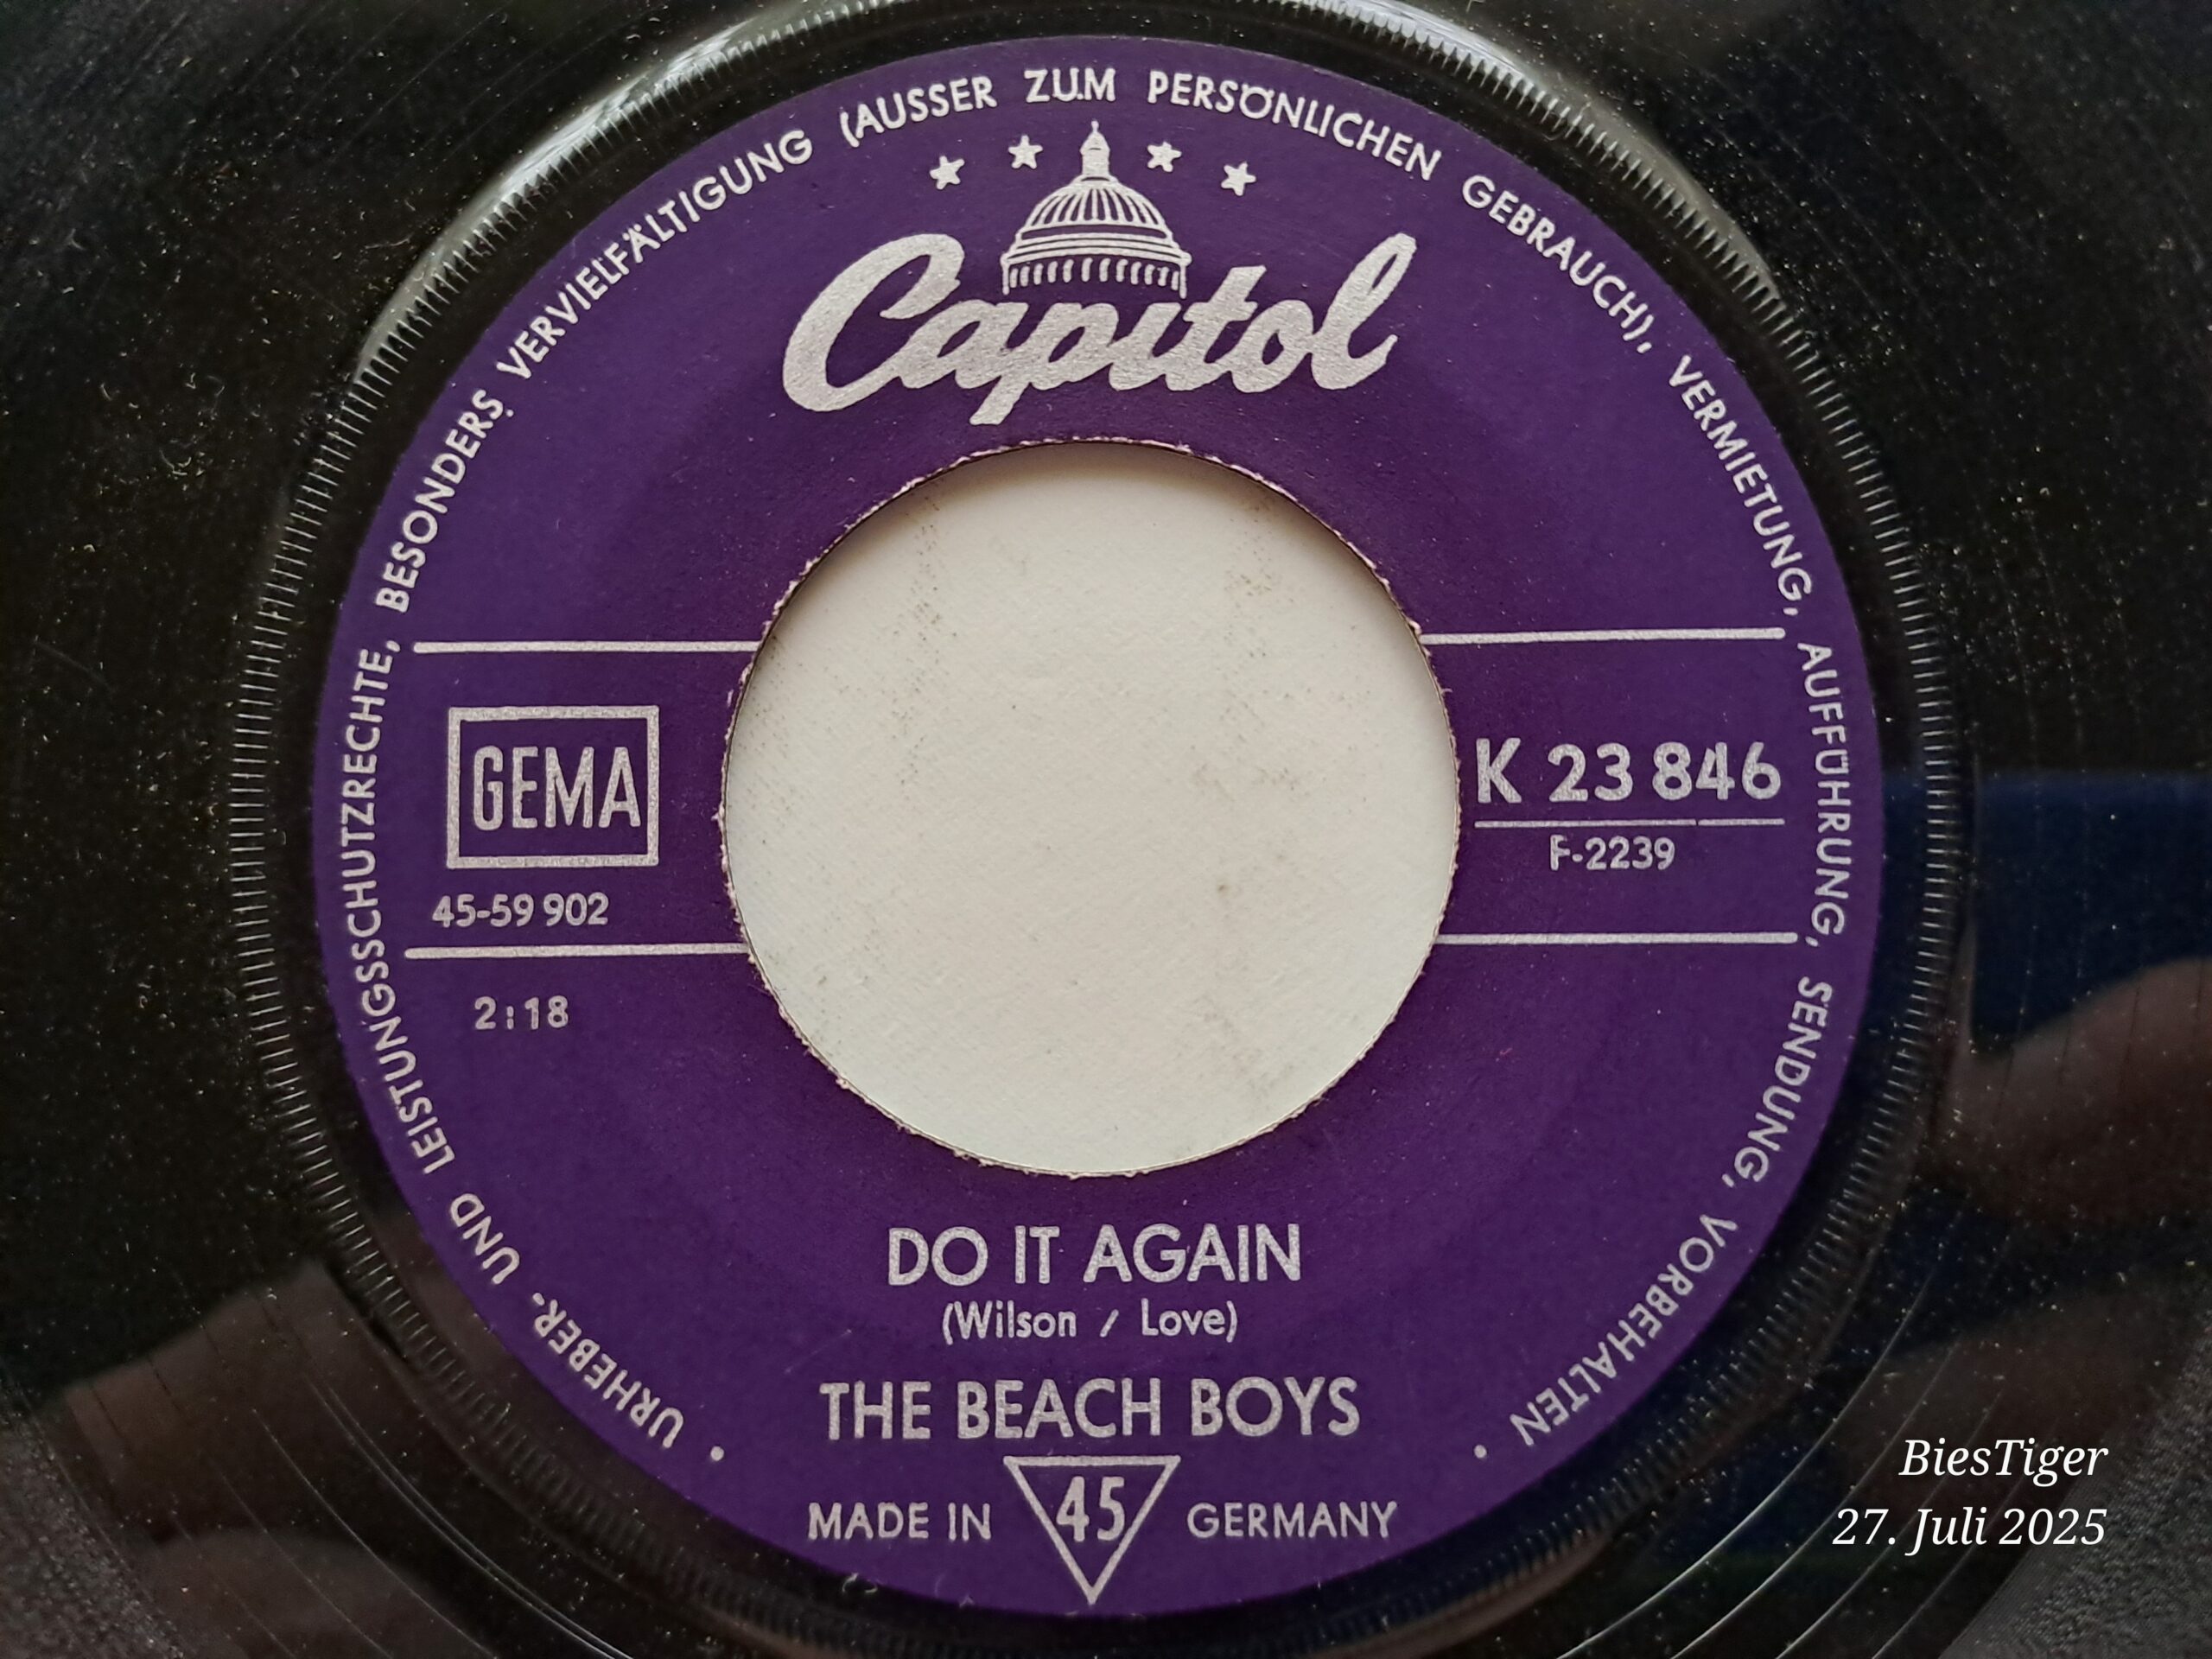 URHEBER- UND LEISTUNGSSCHUTZRECHTE, BESONDERS VERVIELFÄLTIGUNG (AUSSER ZUM PERSÖNLICHEN GEBRAUCH), VERMIETUNG, AUFFÜHRUNG, SENDUNG, VORBEHALTEN
Capitol
GEMA
45-59 902
2:18
K 23 846
F-2239
DO IT AGAIN
(Wilson / Love)
THE BEACH BOYS
MADE IN 45 GERMANY
BiesTiger
27. Juli 2025